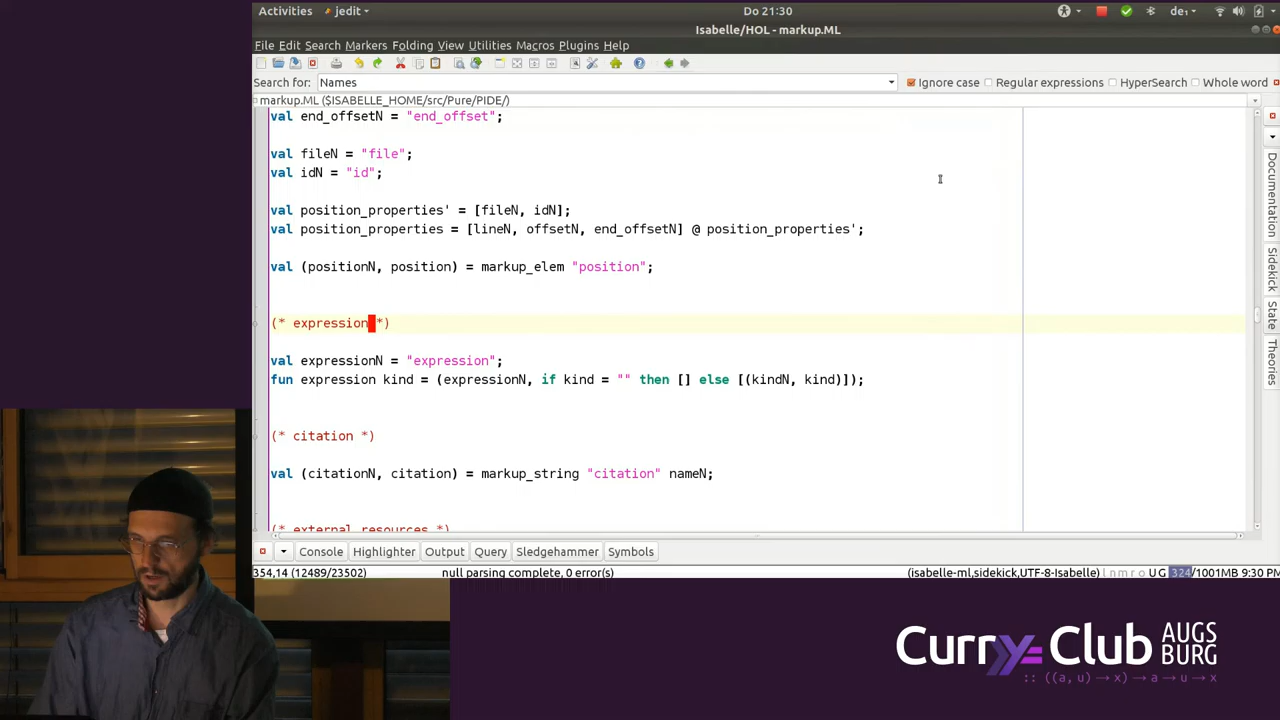 Activities jedit Do 21:30 de₁
Isabelle/HOL - markup.ML
File Edit Search Markers Folding View Utilities Macros Plugins Help
Search for: Names Ignore case Regular expressions HyperSearch Whole word
markup.ML ($ISABELLE_HOME/src/Pure/PIDE/)
val end_offsetN = "end_offset";
val fileN = "file";
val idN = "id";
val position_properties' = [fileN, idN];
val position_properties = [lineN, offsetN, end_offsetN] @ position_properties';
val (positionN, position) = markup_elem "position";
(* expression *)
val expressionN = "expression";
fun expression kind = (expressionN, if kind = "" then [] else [(kindN, kind)]);
(* citation *)
val (citationN, citation) = markup_string "citation" nameN;
(* external resources *)
Documentation
Sidekick
State
Theories
Console Highlighter Output Query Sledgehammer Symbols
354,14 (12489/23502) null parsing complete, 0 error(s) (isabelle-ml,sidekick,UTF-8-Isabelle) l n m r o U G 324/1001MB 9:30 PM
Curry Club AUGS
BURG
:: ((a, u) → x) → a → u → x